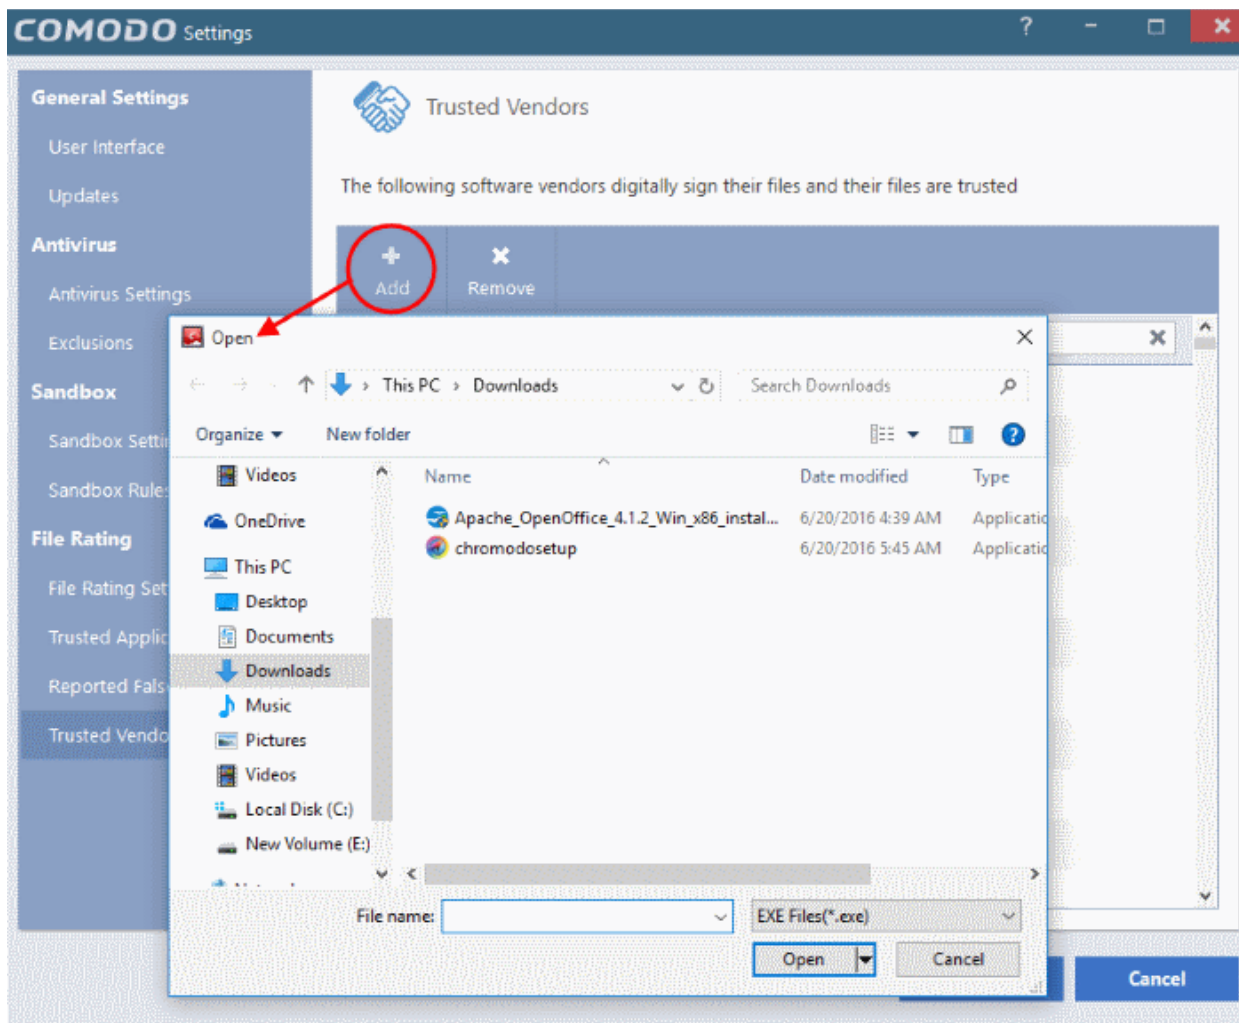 COMODO Settings
General Settings
User Interface
Updates
Antivirus
Antivirus Settings
Exclusions
Sandbox
Sandbox Setti
Sandbox Rules
File Rating
File Rating Set
Trusted Applic
Reported Fals
Trusted Vendo
Trusted Vendors
The following software vendors digitally sign their files and their files are trusted
Add Remove
Open
This PC > Downloads Search Downloads
Organize New folder
Videos
OneDrive
This PC
Desktop
Documents
Downloads
Music
Pictures
Videos
Local Disk (C:)
New Volume (E:)
Name Date modified Type
Apache_OpenOffice_4.1.2_Win_x86_instal... 6/20/2016 4:39 AM Applicatic
chromodosetup 6/20/2016 5:45 AM Applicatic
File name: EXE Files(*.exe)
Open Cancel
Cancel